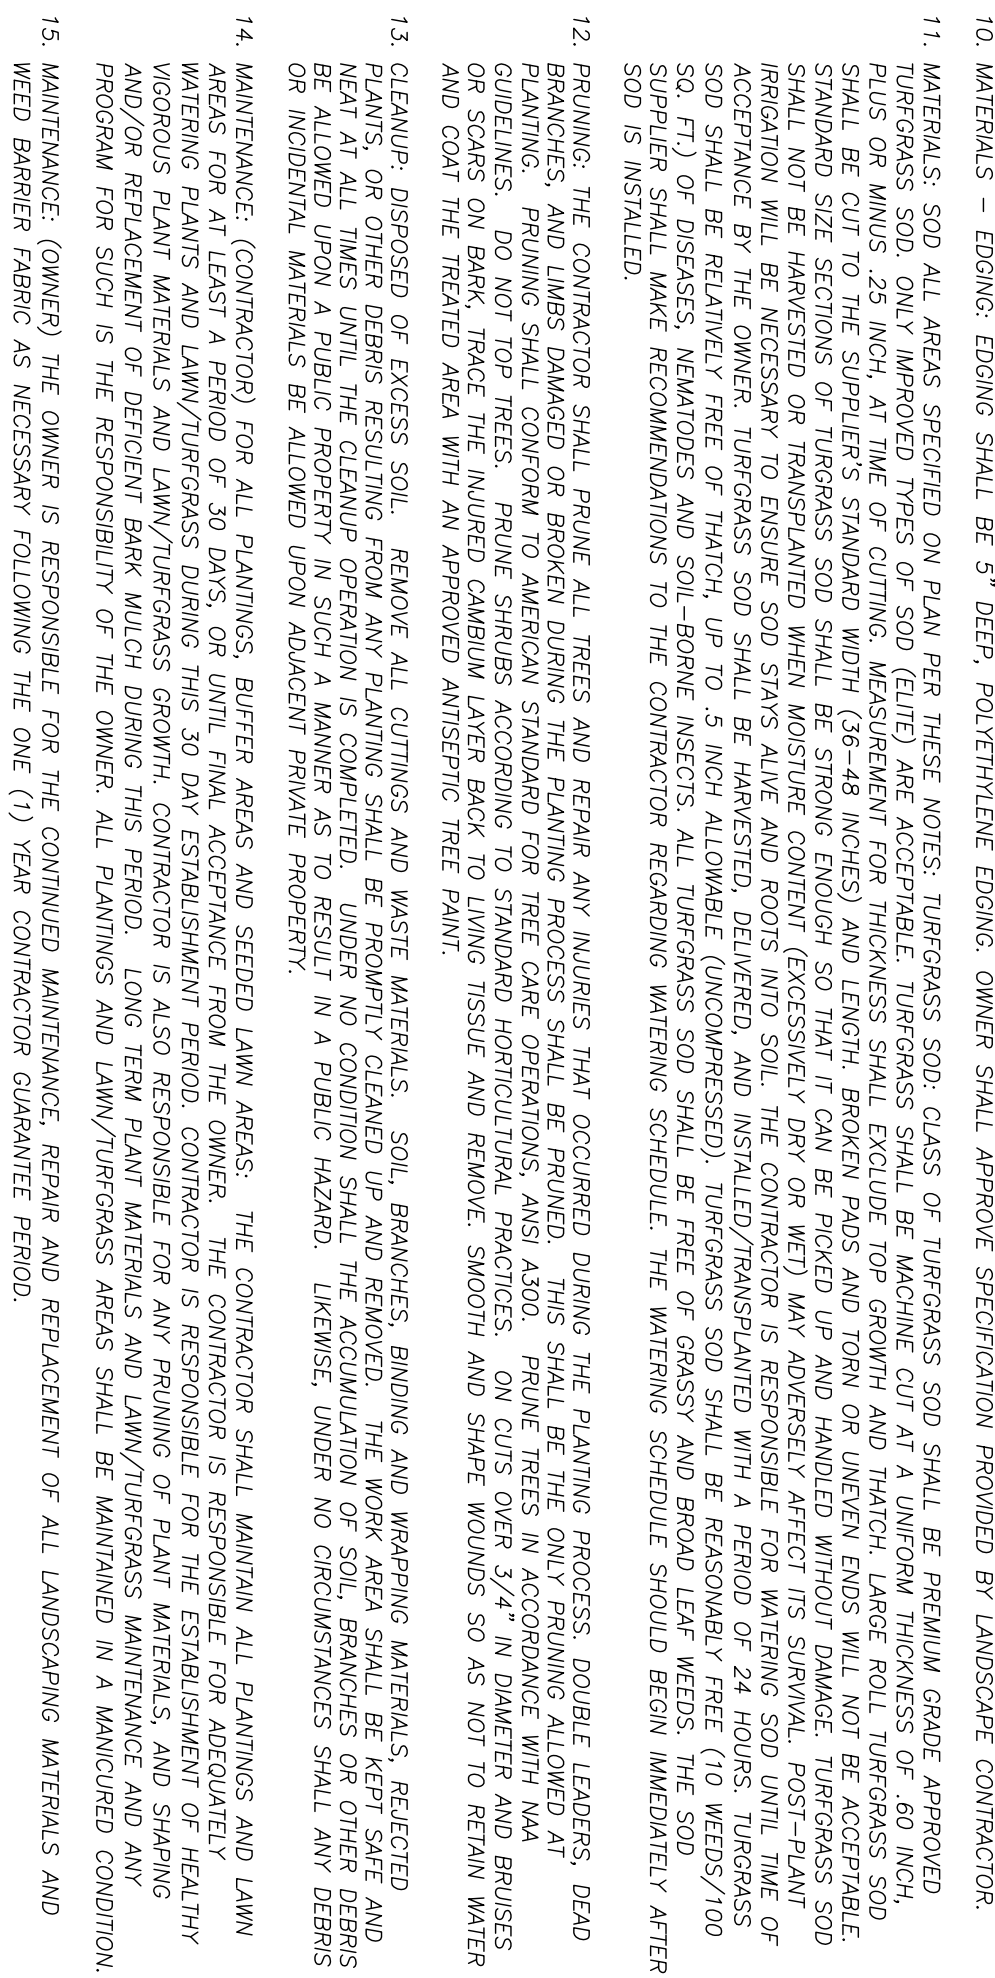 10. MATERIALS – EDGING: EDGING SHALL BE 5" DEEP, POLYETHYLENE EDGING. OWNER SHALL APPROVE SPECIFICATION PROVIDED BY LANDSCAPE CONTRACTOR.
11. MATERIALS: SOD ALL AREAS SPECIFIED ON PLAN PER THESE NOTES: TURFGRASS SOD: CLASS OF TURFGRASS SOD SHALL BE PREMIUM GRADE APPROVED
TURFGRASS SOD. ONLY IMPROVED TYPES OF SOD (ELITE) ARE ACCEPTABLE. TURFGRASS SHALL BE MACHINE CUT AT A UNIFORM THICKNESS OF .60 INCH,
PLUS OR MINUS .25 INCH, AT TIME OF CUTTING. MEASUREMENT FOR THICKNESS SHALL EXCLUDE TOP GROWTH AND THATCH. LARGE ROLL TURFGRASS SOD
SHALL BE CUT TO THE SUPPLIER'S STANDARD WIDTH (36–48 INCHES) AND LENGTH. BROKEN PADS AND TORN OR UNEVEN ENDS WILL NOT BE ACCEPTABLE.
STANDARD SIZE SECTIONS OF TURGRASS SOD SHALL BE STRONG ENOUGH SO THAT IT CAN BE PICKED UP AND HANDLED WITHOUT DAMAGE. TURFGRASS SOD
SHALL NOT BE HARVESTED OR TRANSPLANTED WHEN MOISTURE CONTENT (EXCESSIVELY DRY OR WET) MAY ADVERSELY AFFECT ITS SURVIVAL. POST–PLANT
IRRIGATION WILL BE NECESSARY TO ENSURE SOD STAYS ALIVE AND ROOTS INTO SOIL. THE CONTRACTOR IS RESPONSIBLE FOR WATERING SOD UNTIL TIME OF
ACCEPTANCE BY THE OWNER. TURFGRASS SOD SHALL BE HARVESTED, DELIVERED, AND INSTALLED/TRANSPLANTED WITH A PERIOD OF 24 HOURS. TURGRASS
SOD SHALL BE RELATIVELY FREE OF THATCH, UP TO .5 INCH ALLOWABLE (UNCOMPRESSED). TURFGRASS SOD SHALL BE REASONABLY FREE (10 WEEDS/100
SQ. FT.) OF DISEASES, NEMATODES AND SOIL–BORNE INSECTS. ALL TURFGRASS SOD SHALL BE FREE OF GRASSY AND BROAD LEAF WEEDS. THE SOD
SUPPLIER SHALL MAKE RECOMMENDATIONS TO THE CONTRACTOR REGARDING WATERING SCHEDULE. THE WATERING SCHEDULE SHOULD BEGIN IMMEDIATELY AFTER
SOD IS INSTALLED.
12. PRUNING: THE CONTRACTOR SHALL PRUNE ALL TREES AND REPAIR ANY INJURIES THAT OCCURRED DURING THE PLANTING PROCESS. DOUBLE LEADERS, DEAD
BRANCHES, AND LIMBS DAMAGED OR BROKEN DURING THE PLANTING PROCESS SHALL BE PRUNED. THIS SHALL BE THE ONLY PRUNING ALLOWED AT
PLANTING. PRUNING SHALL CONFORM TO AMERICAN STANDARD FOR TREE CARE OPERATIONS, ANSI A300. PRUNE TREES IN ACCORDANCE WITH NAA
GUIDELINES. DO NOT TOP TREES. PRUNE SHRUBS ACCORDING TO STANDARD HORTICULTURAL PRACTICES. ON CUTS OVER 3/4" IN DIAMETER AND BRUISES
OR SCARS ON BARK, TRACE THE INJURED CAMBIUM LAYER BACK TO LIVING TISSUE AND REMOVE. SMOOTH AND SHAPE WOUNDS SO AS NOT TO RETAIN WATER
AND COAT THE TREATED AREA WITH AN APPROVED ANTISEPTIC TREE PAINT.
13. CLEANUP: DISPOSED OF EXCESS SOIL. REMOVE ALL CUTTINGS AND WASTE MATERIALS. SOIL, BRANCHES, BINDING AND WRAPPING MATERIALS, REJECTED
PLANTS, OR OTHER DEBRIS RESULTING FROM ANY PLANTING SHALL BE PROMPTLY CLEANED UP AND REMOVED. THE WORK AREA SHALL BE KEPT SAFE AND
NEAT AT ALL TIMES UNTIL THE CLEANUP OPERATION IS COMPLETED. UNDER NO CONDITION SHALL THE ACCUMULATION OF SOIL, BRANCHES OR OTHER DEBRIS
BE ALLOWED UPON A PUBLIC PROPERTY IN SUCH A MANNER AS TO RESULT IN A PUBLIC HAZARD. LIKEWISE, UNDER NO CIRCUMSTANCES SHALL ANY DEBRIS
OR INCIDENTAL MATERIALS BE ALLOWED UPON ADJACENT PRIVATE PROPERTY.
14. MAINTENANCE: (CONTRACTOR) FOR ALL PLANTINGS, BUFFER AREAS AND SEEDED LAWN AREAS: THE CONTRACTOR SHALL MAINTAIN ALL PLANTINGS AND LAWN
AREAS FOR AT LEAST A PERIOD OF 30 DAYS, OR UNTIL FINAL ACCEPTANCE FROM THE OWNER. THE CONTRACTOR IS RESPONSIBLE FOR ADEQUATELY
WATERING PLANTS AND LAWN/TURFGRASS DURING THIS 30 DAY ESTABLISHMENT PERIOD. CONTRACTOR IS RESPONSIBLE FOR THE ESTABLISHMENT OF HEALTHY
VIGOROUS PLANT MATERIALS AND LAWN/TURFGRASS GROWTH. CONTRACTOR IS ALSO RESPONSIBLE FOR ANY PRUNING OF PLANT MATERIALS, AND SHAPING
AND/OR REPLACEMENT OF DEFICIENT BARK MULCH DURING THIS PERIOD. LONG TERM PLANT MATERIALS AND LAWN/TURFGRASS MAINTENANCE AND ANY
PROGRAM FOR SUCH IS THE RESPONSIBILITY OF THE OWNER. ALL PLANTINGS AND LAWN/TURFGRASS AREAS SHALL BE MAINTAINED IN A MANICURED CONDITION.
15. MAINTENANCE: (OWNER) THE OWNER IS RESPONSIBLE FOR THE CONTINUED MAINTENANCE, REPAIR AND REPLACEMENT OF ALL LANDSCAPING MATERIALS AND
WEED BARRIER FABRIC AS NECESSARY FOLLOWING THE ONE (1) YEAR CONTRACTOR GUARANTEE PERIOD.